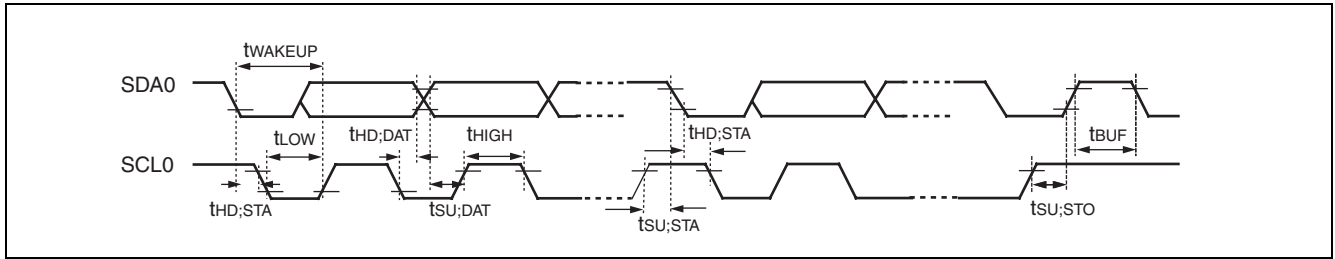 tWAKEUP
SDA0
tHD;DAT
tHIGH
tHD;STA
tLOW
tBUF
SCL0
tHD;STA
tSU;DAT
tSU;STA
tSU;STO